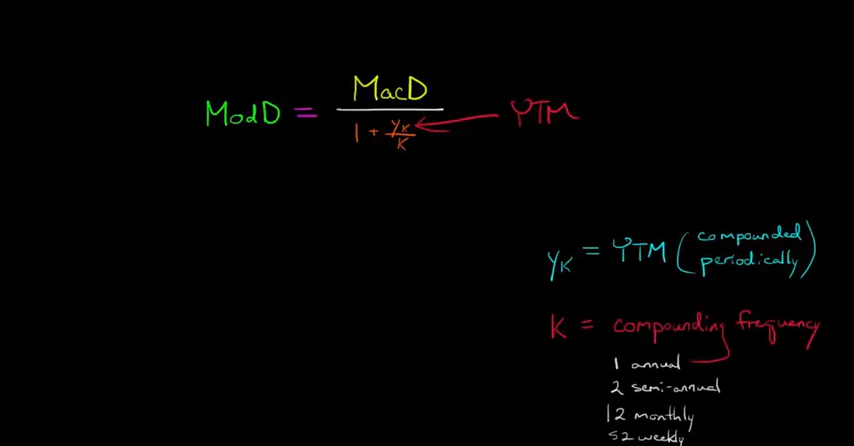 ModD = MacD / 1 + yK/K ← YTM
yK = YTM (compounded periodically)
K = compounding frequency
1 annual
2 semi-annual
12 monthly
52 weekly